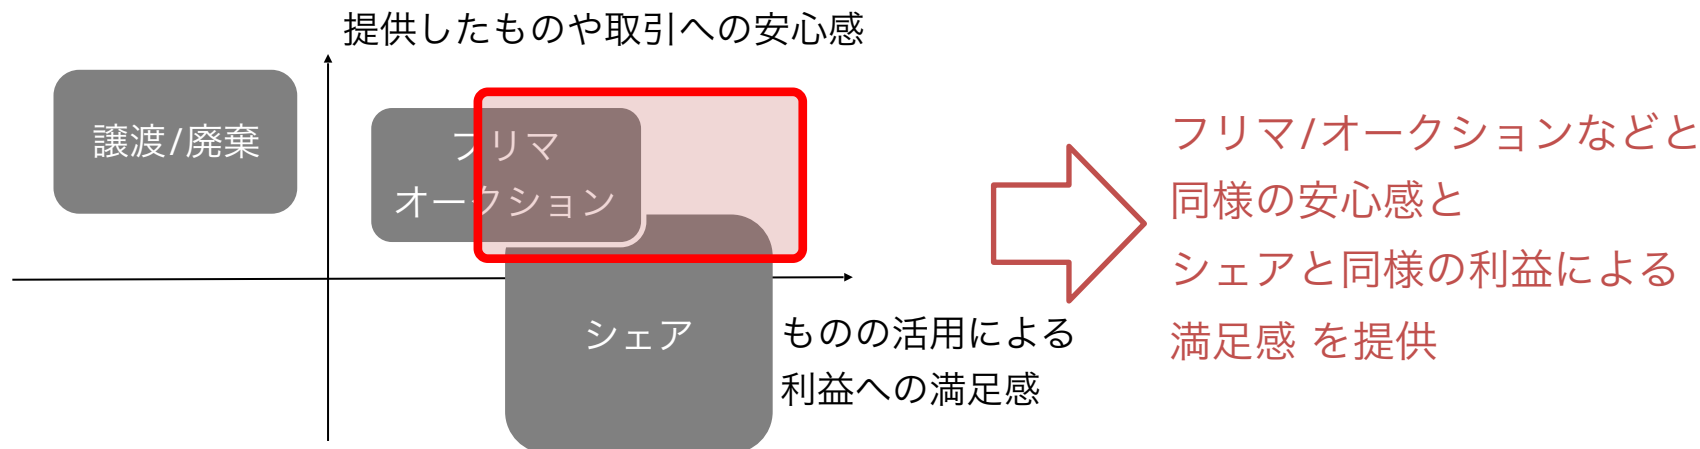 提供したものや取引への安心感
譲渡/廃棄
フリマ
オークション
シェア
ものの活用による
利益への満足感
フリマ/オークションなどと
同様の安心感と
シェアと同様の利益による
満足感 を提供